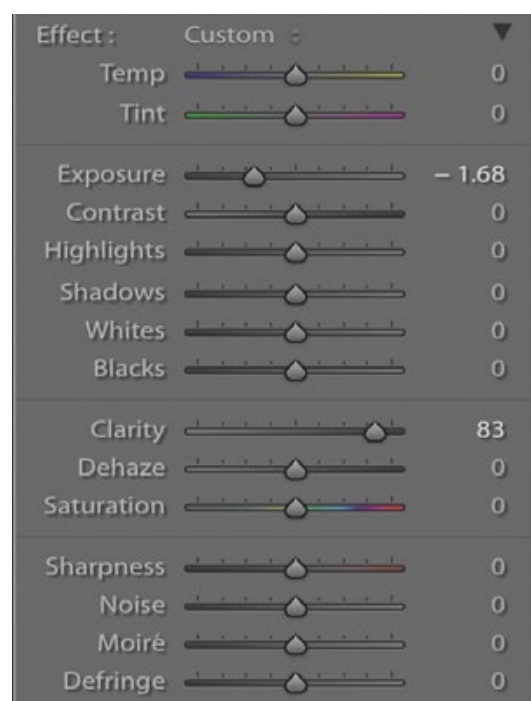 Effect : Custom
Temp 0
Tint 0
Exposure – 1.68
Contrast 0
Highlights 0
Shadows 0
Whites 0
Blacks 0
Clarity 83
Dehaze 0
Saturation 0
Sharpness 0
Noise 0
Moiré 0
Defringe 0